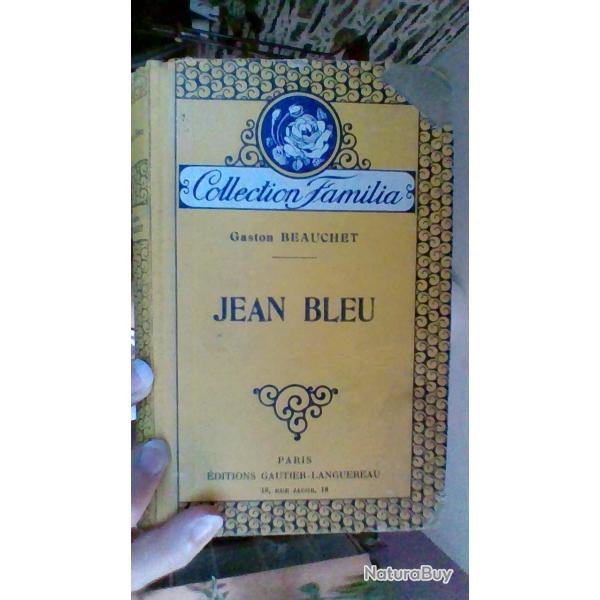 Collection Familia
Gaston BEAUCHET
JEAN BLEU
PARIS
ÉDITIONS GAUTIER-LANGUEREAU
18, RUE JACOB, 18
NaturaBuy